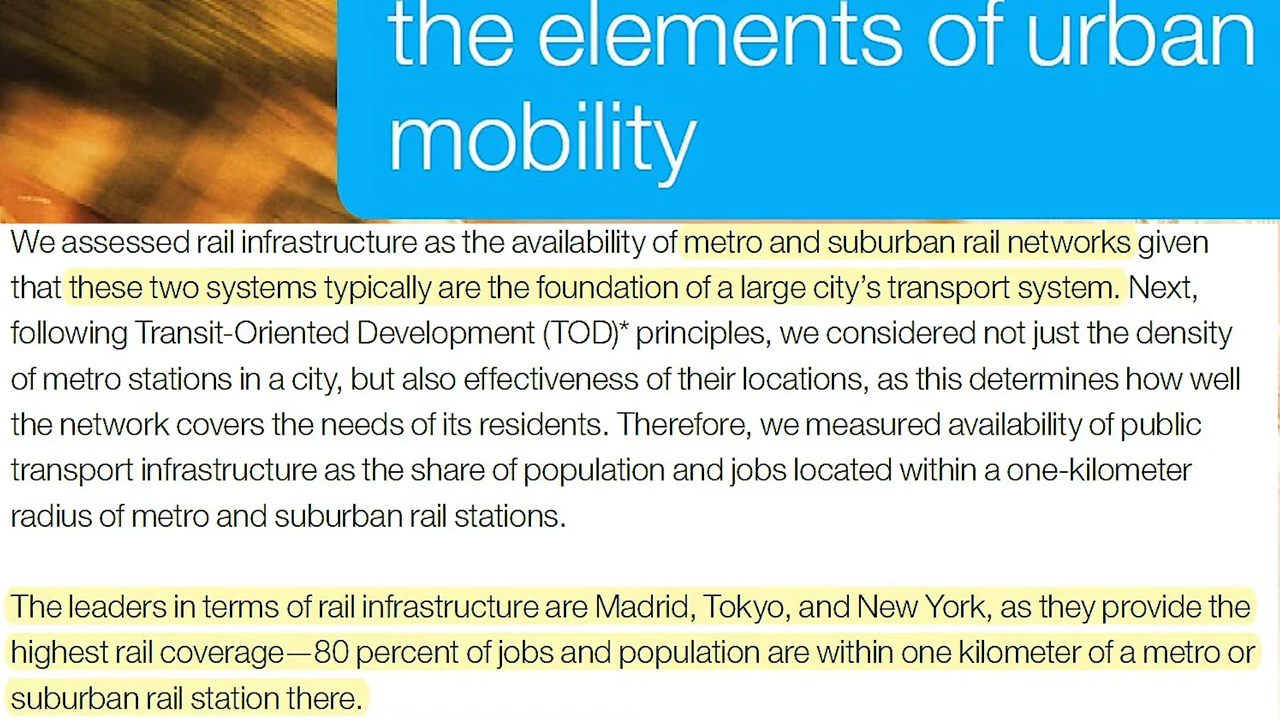 the elements of urban
mobility
We assessed rail infrastructure as the availability of metro and suburban rail networks given
that these two systems typically are the foundation of a large city’s transport system. Next,
following Transit-Oriented Development (TOD)* principles, we considered not just the density
of metro stations in a city, but also effectiveness of their locations, as this determines how well
the network covers the needs of its residents. Therefore, we measured availability of public
transport infrastructure as the share of population and jobs located within a one-kilometer
radius of metro and suburban rail stations.
The leaders in terms of rail infrastructure are Madrid, Tokyo, and New York, as they provide the
highest rail coverage—80 percent of jobs and population are within one kilometer of a metro or
suburban rail station there.